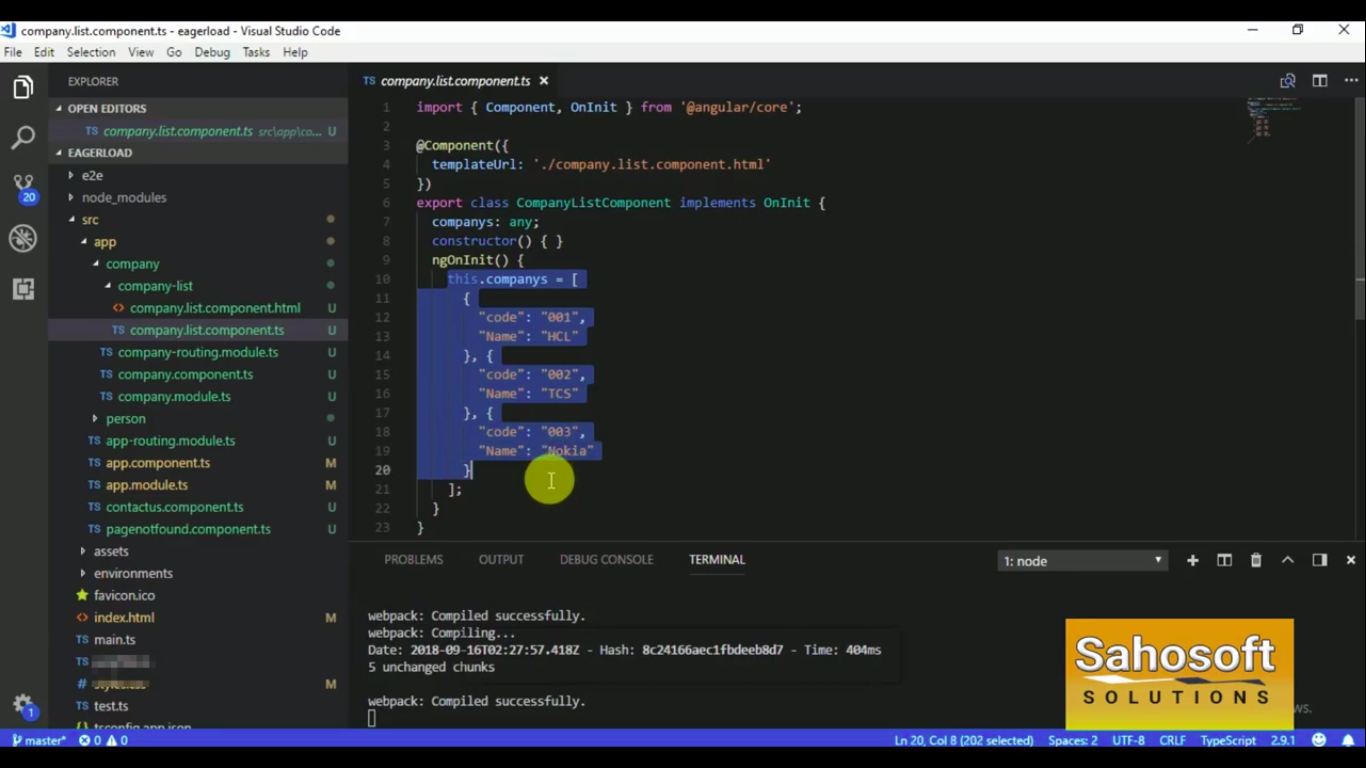 company.list.component.ts - eagerload - Visual Studio Code
File Edit Selection View Go Debug Tasks Help
EXPLORER
OPEN EDITORS
TS company.list.component.ts src\app\co... U
EAGERLOAD
e2e
node_modules
src
app
company
company-list
<> company.list.component.html U
TS company.list.component.ts U
TS company-routing.module.ts U
TS company.component.ts U
TS company.module.ts U
person
TS app-routing.module.ts U
TS app.component.ts M
TS app.module.ts M
TS contactus.component.ts U
TS pagenotfound.component.ts U
assets
environments
favicon.ico
<> index.html M
TS main.ts
TS
# M
TS test.ts
{} tsconfig.app.json
20
1
TS company.list.component.ts
1 import { Component, OnInit } from '@angular/core';
2
3 @Component({
4 templateUrl: './company.list.component.html'
5 })
6 export class CompanyListComponent implements OnInit {
7 companys: any;
8 constructor() { }
9 ngOnInit() {
10 this.companys = [
11 {
12 "code": "001",
13 "Name": "HCL"
14 }, {
15 "code": "002",
16 "Name": "TCS"
17 }, {
18 "code": "003",
19 "Name": "Nokia"
20 }
21 ];
22 }
23 }
PROBLEMS OUTPUT DEBUG CONSOLE TERMINAL 1: node
webpack: Compiled successfully.
webpack: Compiling...
Date: 2018-09-16T02:27:57.418Z - Hash: 8c24166aec1fbdeeb8d7 - Time: 404ms
5 unchanged chunks
webpack: Compiled successfully.
Sahosoft
SOLUTIONS
master* 0 0 Ln 20, Col 8 (202 selected) Spaces: 2 UTF-8 CRLF TypeScript 2.9.1